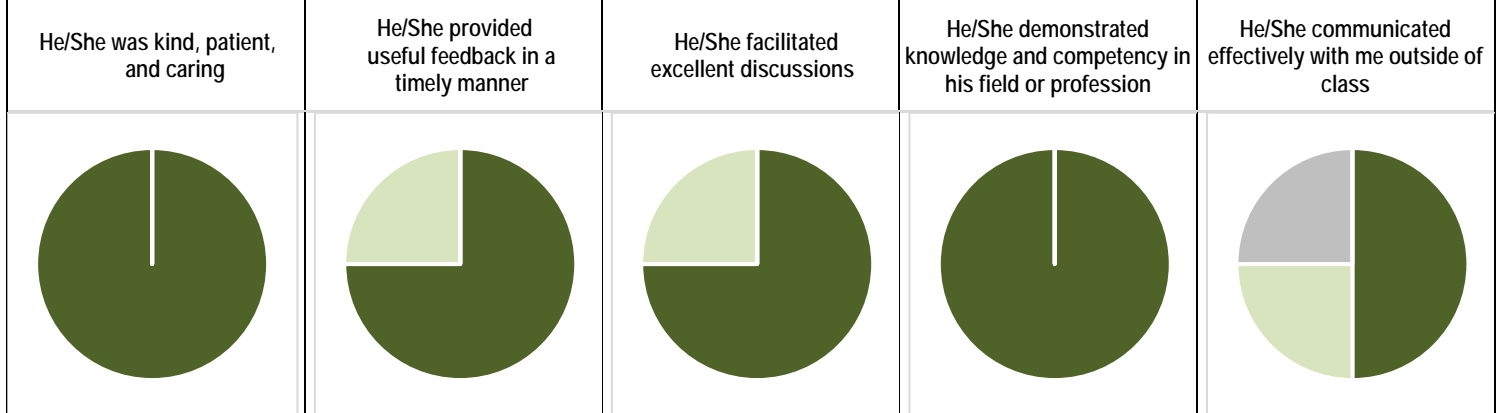 He/She was kind, patient,
and caring
He/She provided
useful feedback in a
timely manner
He/She facilitated
excellent discussions
He/She demonstrated
knowledge and competency in
his field or profession
He/She communicated
effectively with me outside of
class